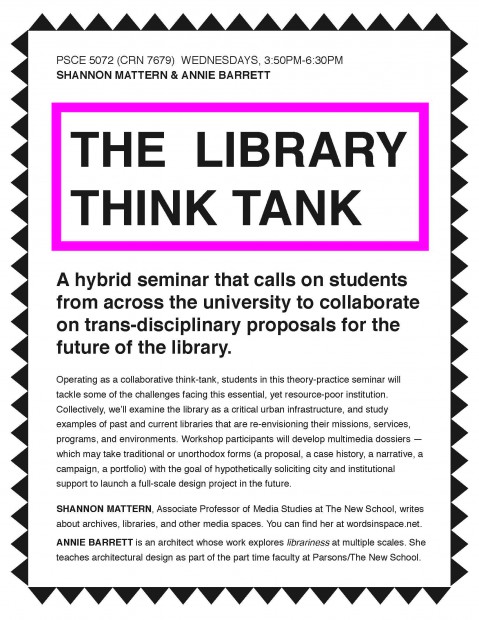 PSCE 5072 (CRN 7679)  WEDNESDAYS, 3:50PM-6:30PM
SHANNON MATTERN & ANNIE BARRETT
THE LIBRARY
THINK TANK
A hybrid seminar that calls on students
from across the university to collaborate
on trans-disciplinary proposals for the
future of the library.
Operating as a collaborative think-tank, students in this theory-practice seminar will
tackle some of the challenges facing this essential, yet resource-poor institution.
Collectively, we'll examine the library as a critical urban infrastructure, and study
examples of past and current libraries that are re-envisioning their missions, services,
programs, and environments. Workshop participants will develop multimedia dossiers —
which may take traditional or unorthodox forms (a proposal, a case history, a narrative, a
campaign, a portfolio) with the goal of hypothetically soliciting city and institutional
support to launch a full-scale design project in the future.
SHANNON MATTERN, Associate Professor of Media Studies at The New School, writes
about archives, libraries, and other media spaces. You can find her at wordsinspace.net.
ANNIE BARRETT is an architect whose work explores librariness at multiple scales. She
teaches architectural design as part of the part time faculty at Parsons/The New School.